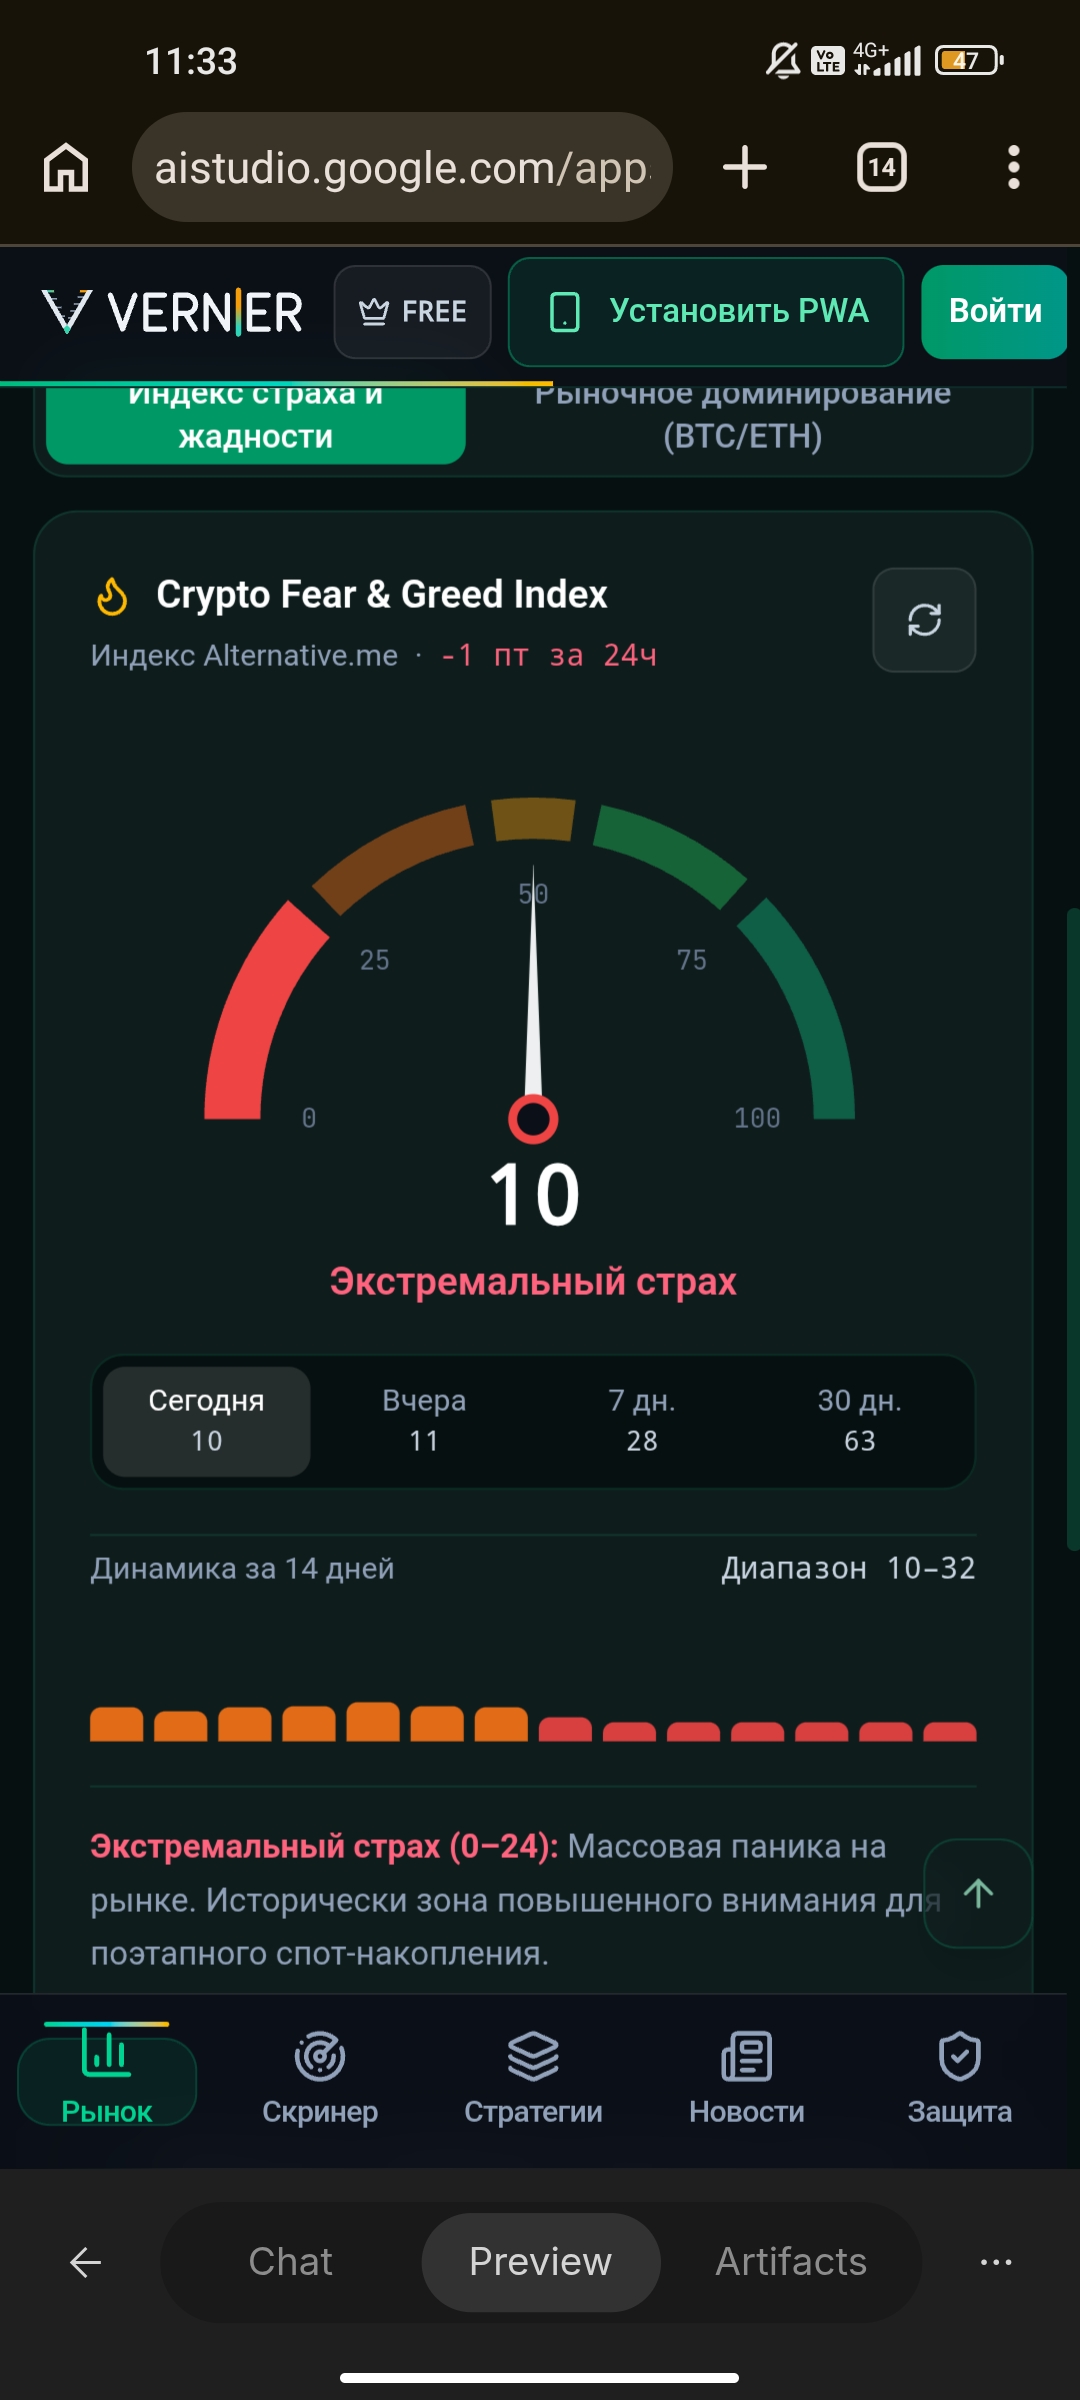 11:33
Vo LTE
4G+
47
aistudio.google.com/app
14
VERNIER
FREE
Установить PWA
Войти
Индекс страха и
жадности
Рыночное доминирование
(BTC/ETH)
Crypto Fear & Greed Index
Индекс Alternative.me · -1 пт за 24ч
50
25
75
0
100
10
Экстремальный страх
Сегодня
10
Вчера
11
7 дн.
28
30 дн.
63
Динамика за 14 дней
Диапазон 10–32
Экстремальный страх (0–24): Массовая паника на
рынке. Исторически зона повышенного внимания для
поэтапного спот-накопления.
Рынок
Скринер
Стратегии
Новости
Защита
Chat
Preview
Artifacts